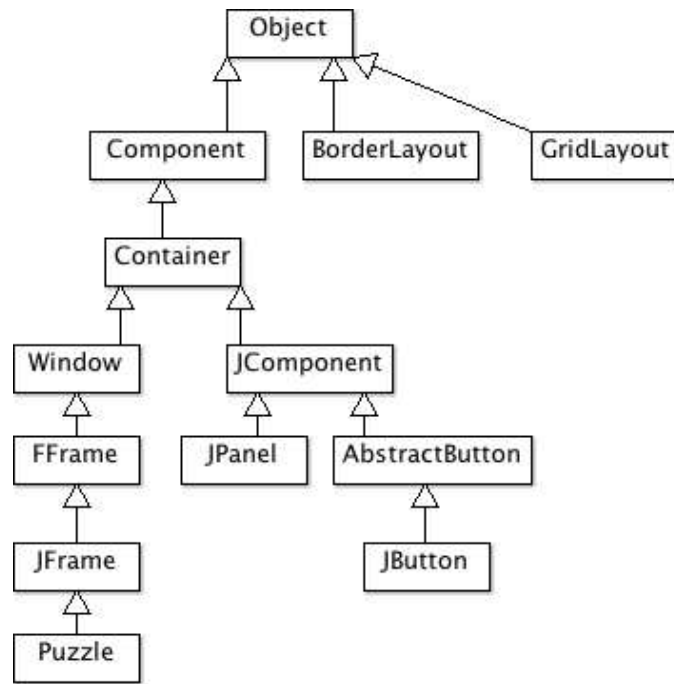 Object
Component
BorderLayout
GridLayout
Container
Window
JComponent
FFrame
JPanel
AbstractButton
JFrame
JButton
Puzzle